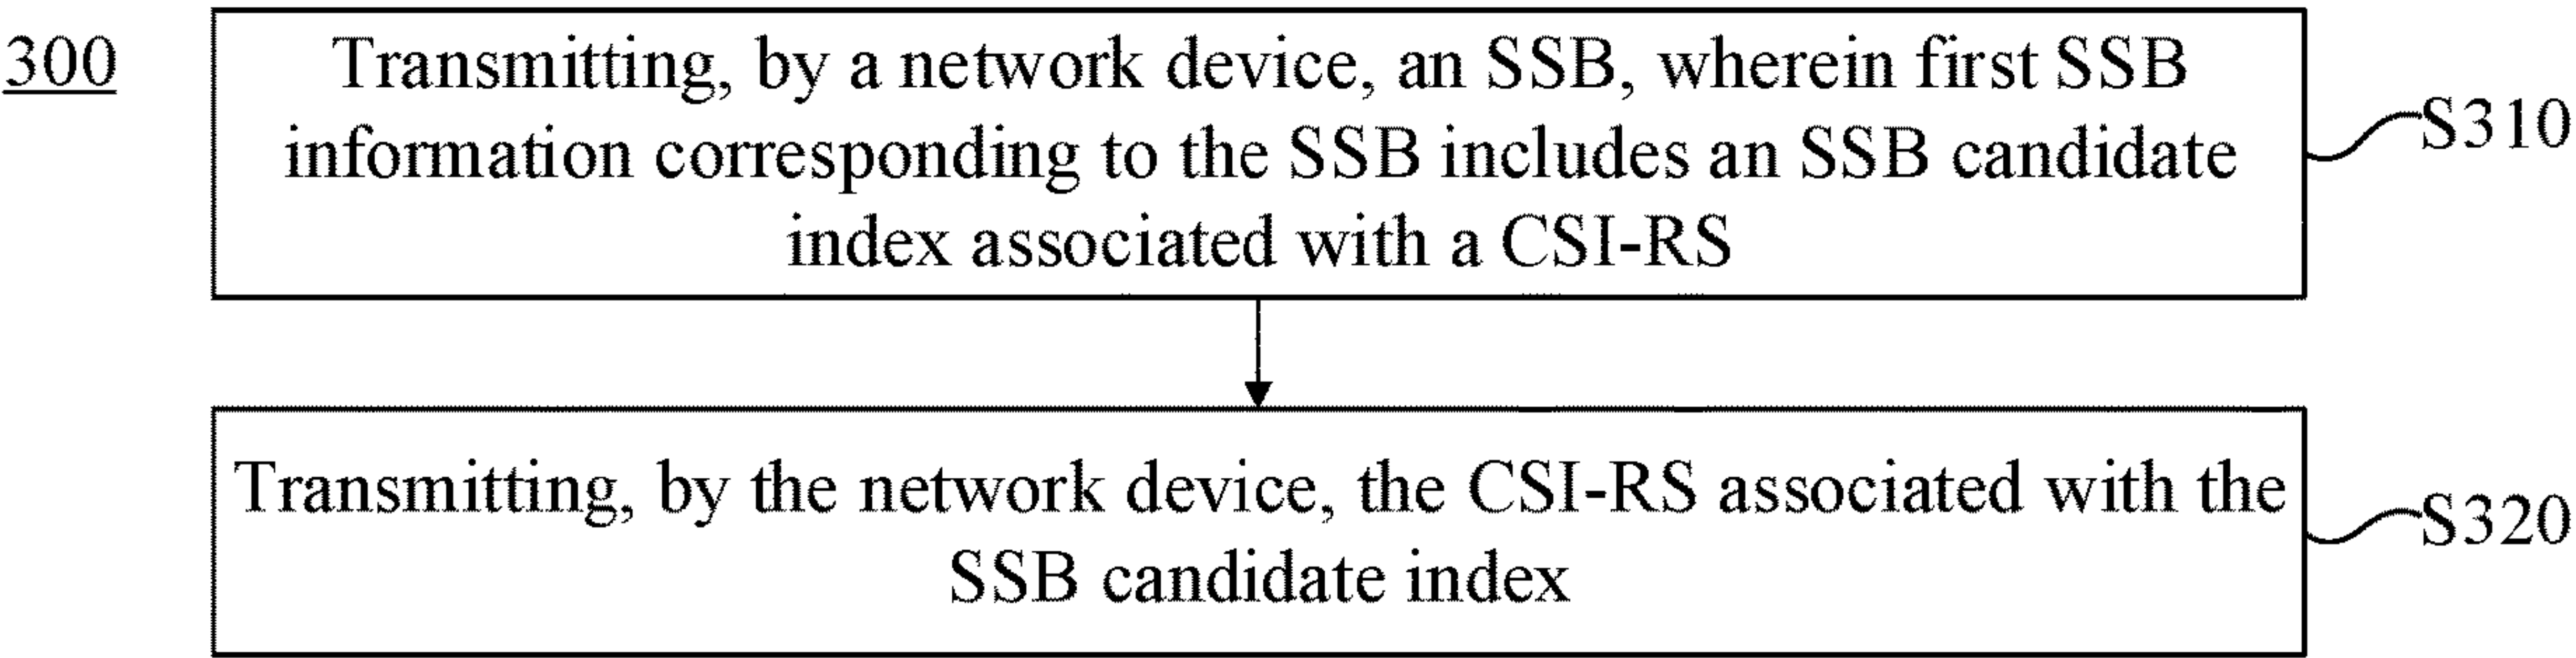 300
Transmitting, by a network device, an SSB, wherein first SSB
information corresponding to the SSB includes an SSB candidate
index associated with a CSI-RS
S310
Transmitting, by the network device, the CSI-RS associated with the
SSB candidate index
S320